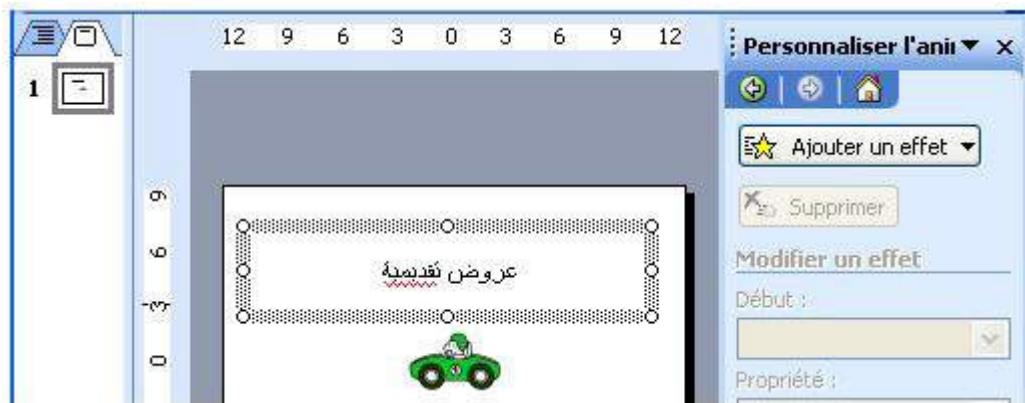 12 9 6 3 0 3 6 9 12
Personnaliser l'anii
1
Ajouter un effet
Supprimer
9
6
3
0
عروض تقديمية
Modifier un effet
Début :
Propriété :